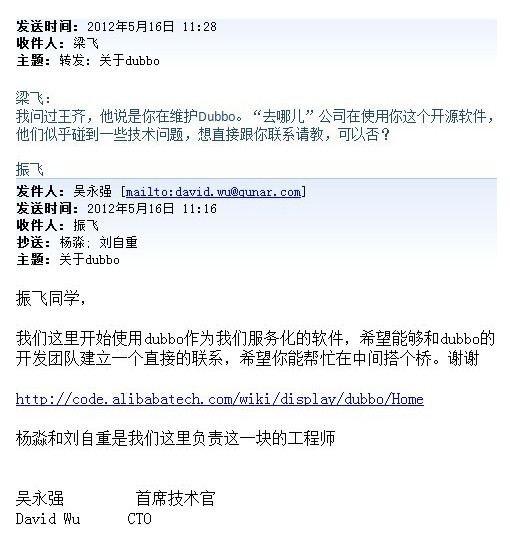 发送时间: 2012年5月16日 11:28
收件人: 梁飞
主题: 转发: 关于dubbo
梁飞:
我问过王齐，他说是你在维护Dubbo。“去哪儿”公司在使用你这个开源软件，
他们似乎碰到一些技术问题，想直接跟你联系请教，可以否？
振飞
发件人: 吴永强 [mailto:david.wu@qunar.com]
发送时间: 2012年5月16日 11:16
收件人: 振飞
抄送: 杨淼; 刘自重
主题: 关于dubbo
振飞同学，
我们这里开始使用dubbo作为我们服务化的软件，希望能够和dubbo的
开发团队建立一个直接的联系，希望你能帮忙在中间搭个桥。谢谢
http://code.alibabatech.com/wiki/display/dubbo/Home
杨淼和刘自重是我们这里负责这一块的工程师
吴永强 首席技术官
David Wu CTO